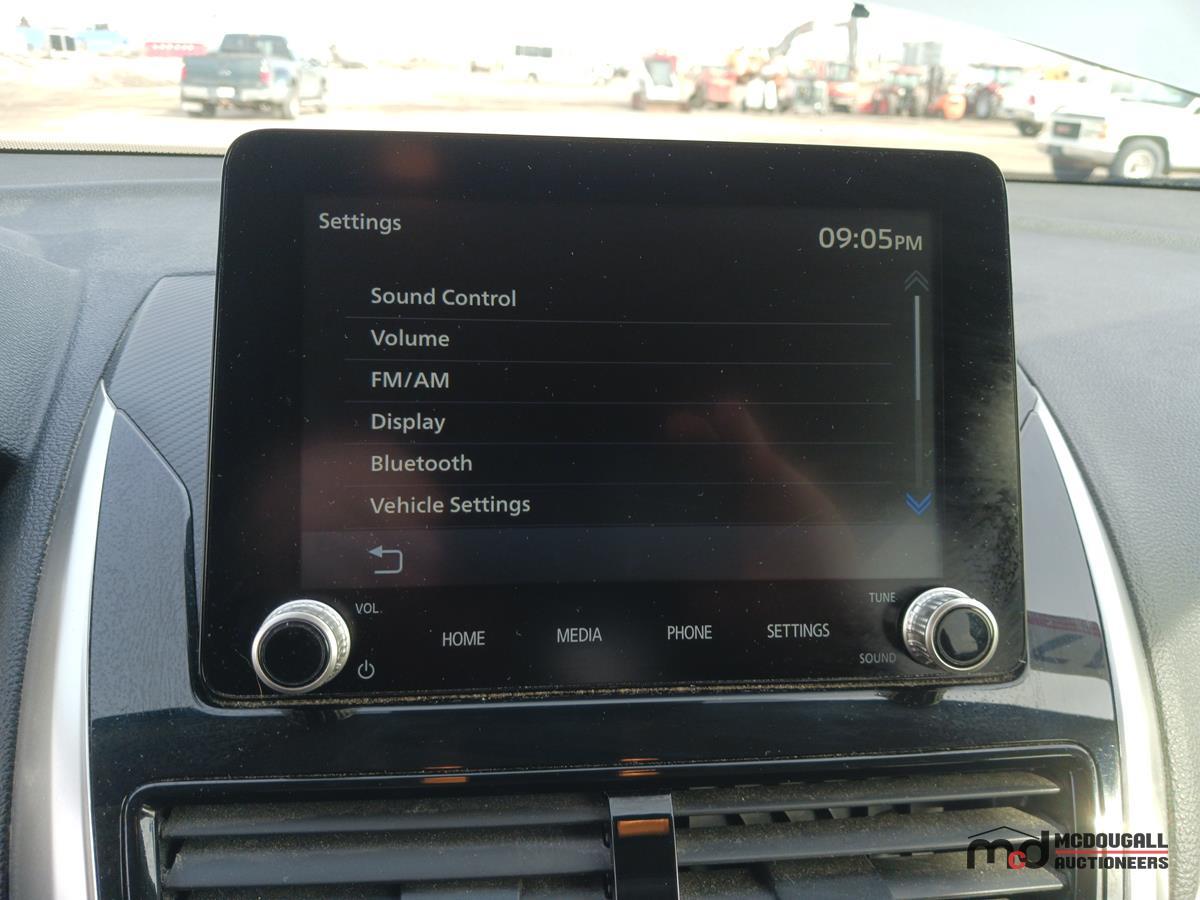 Settings
09:05PM
Sound Control
Volume
FM/AM
Display
Bluetooth
Vehicle Settings
VOL
TUNE
HOME
MEDIA
PHONE
SETTINGS
SOUND
mcd MCDOUGALL
AUCTIONEERS